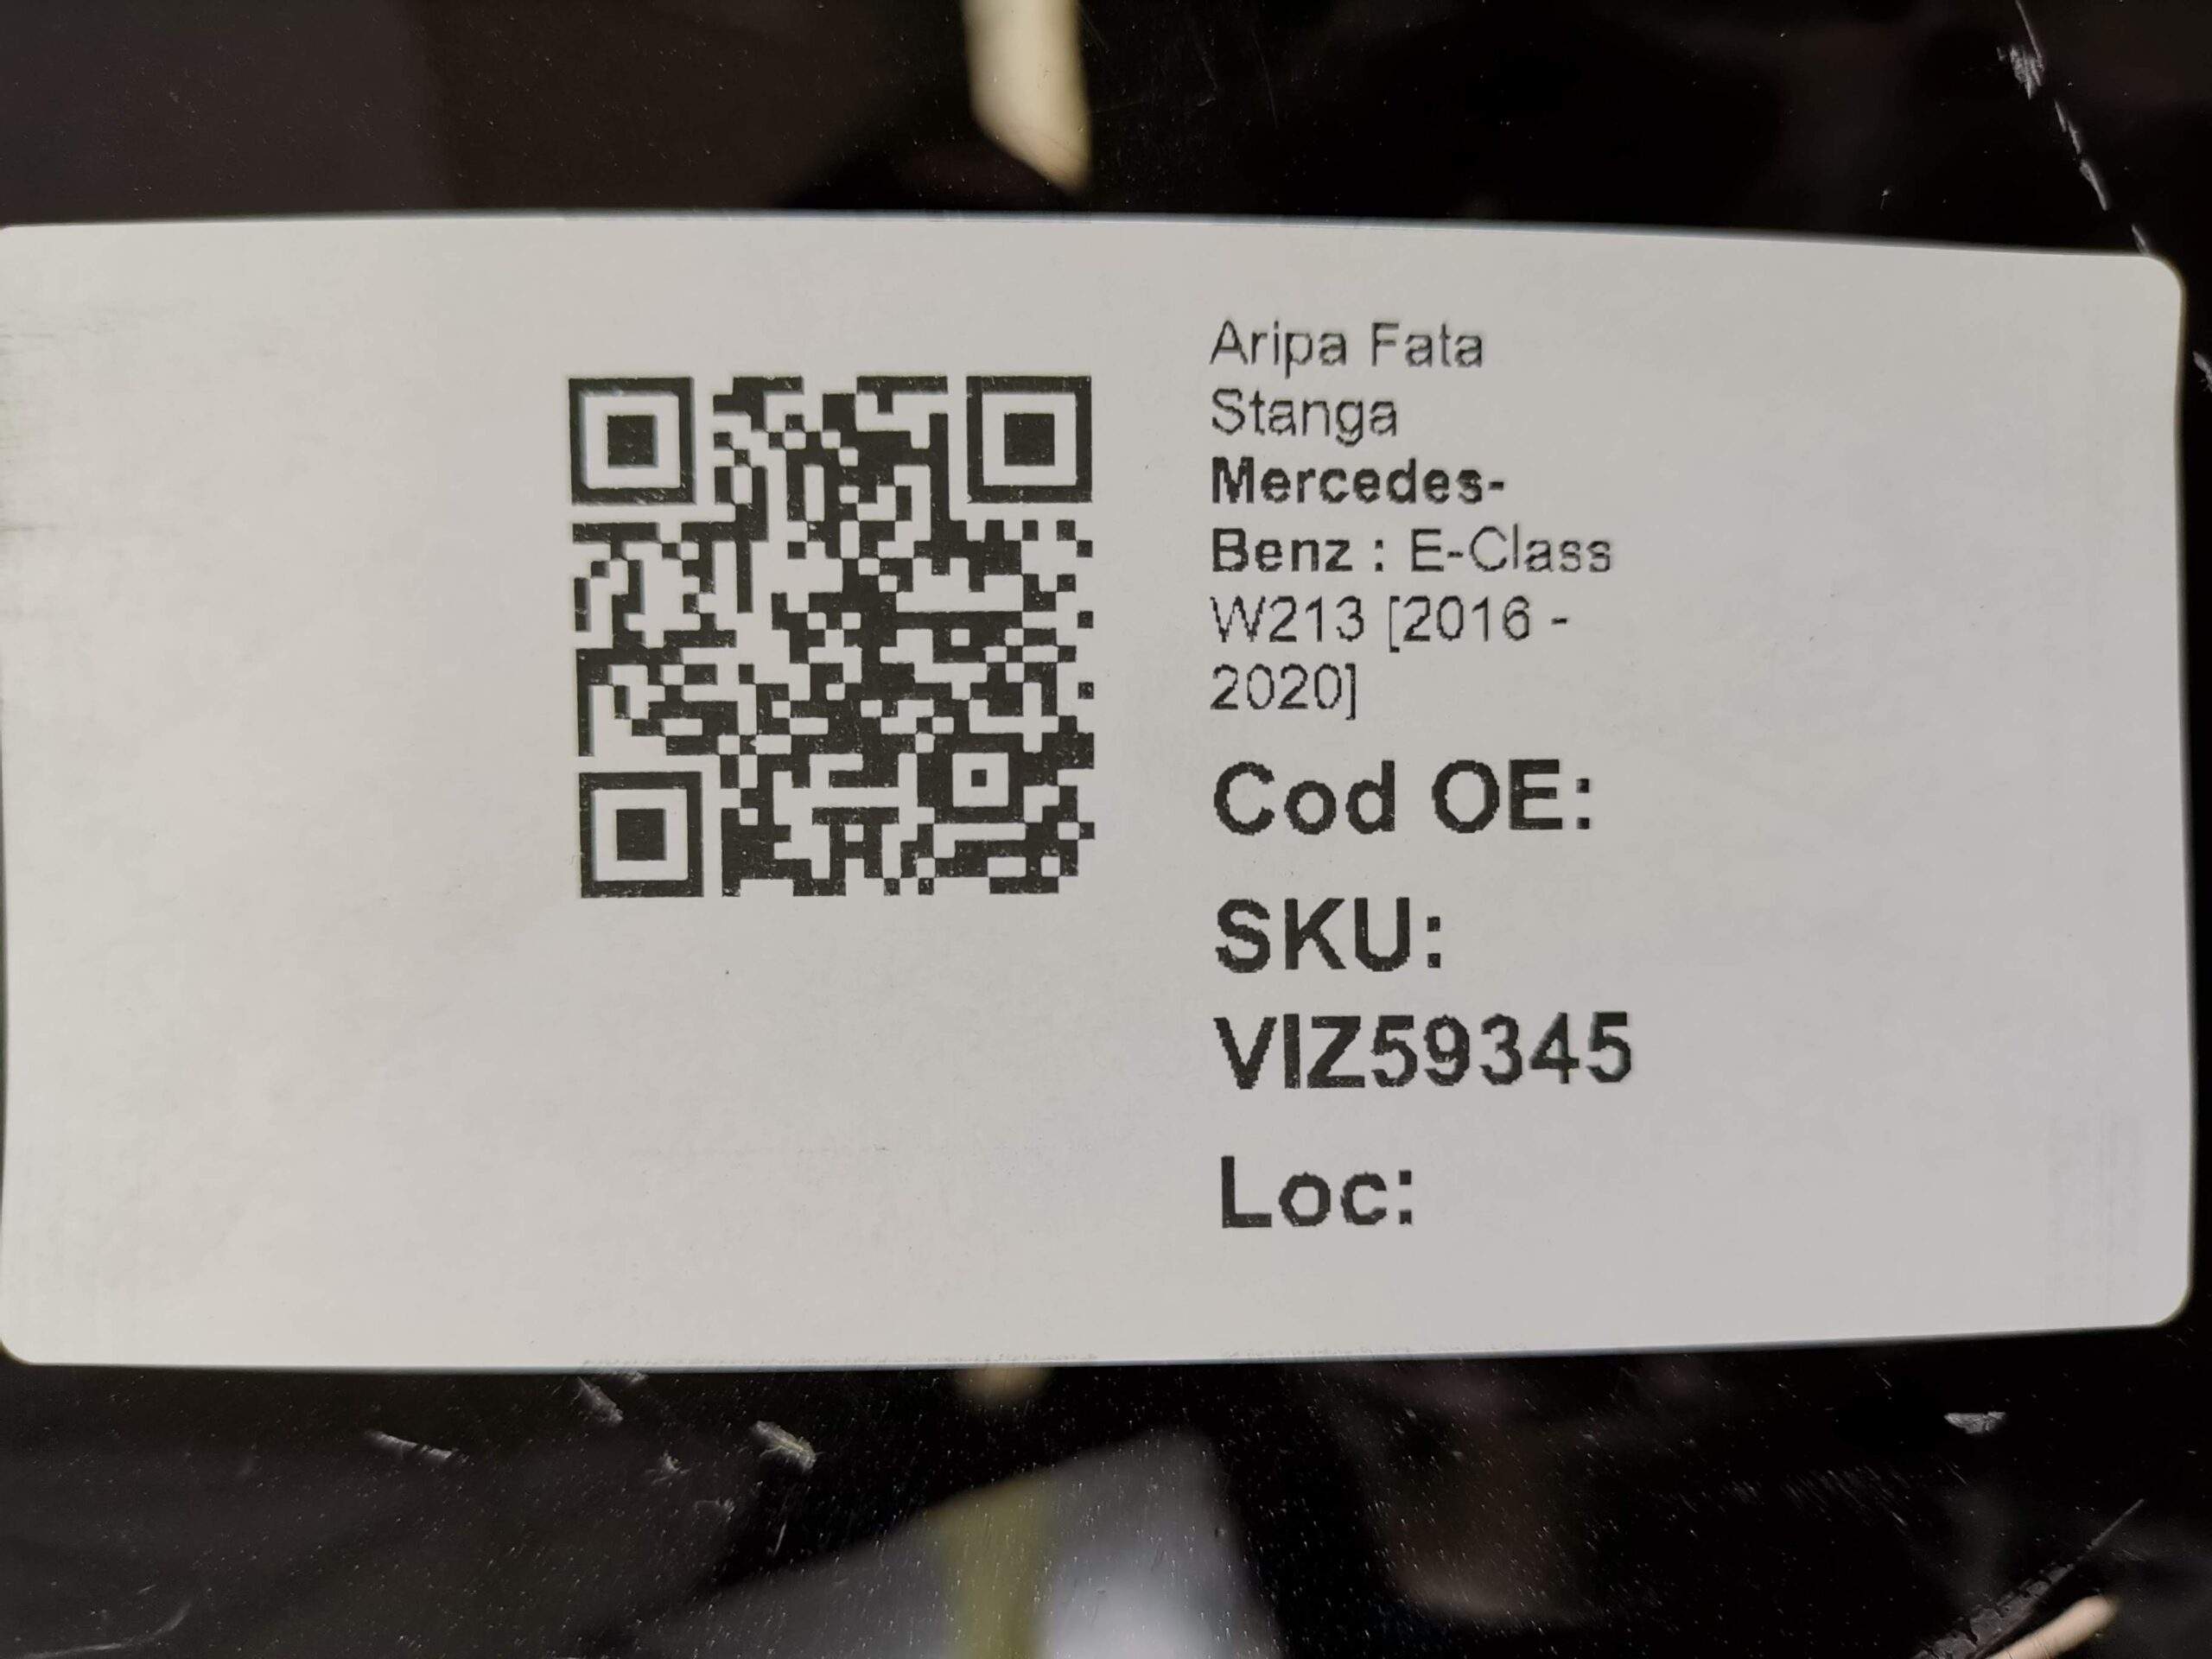 Aripa Fata
Stanga
Mercedes-
Benz : E-Class
W213 [2016 -
2020]
Cod OE:
SKU:
VIZ59345
Loc: